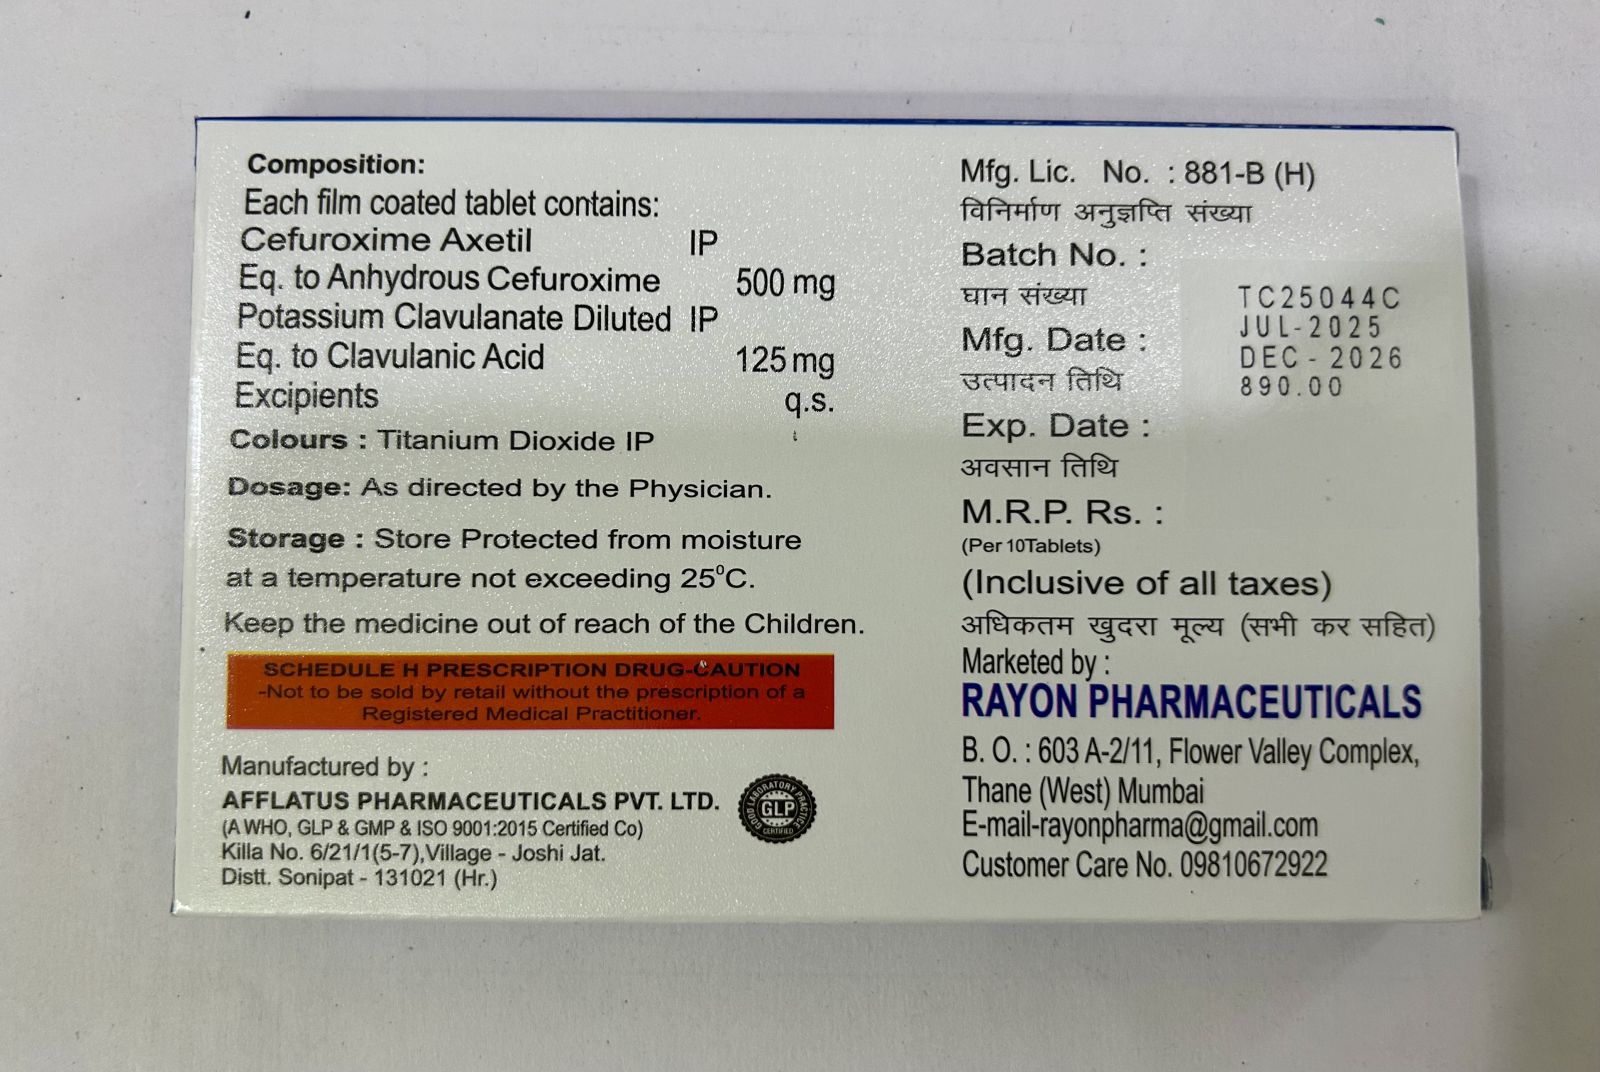 Composition:
Each film coated tablet contains:
Cefuroxime Axetil IP
Eq. to Anhydrous Cefuroxime 500 mg
Potassium Clavulanate Diluted IP
Eq. to Clavulanic Acid 125 mg
Excipients q.s.
Colours : Titanium Dioxide IP
Dosage: As directed by the Physician.
Storage : Store Protected from moisture
at a temperature not exceeding 25⁰C.
Keep the medicine out of reach of the Children.
SCHEDULE H PRESCRIPTION DRUG-CAUTION
-Not to be sold by retail without the prescription of a
Registered Medical Practitioner.
Manufactured by :
AFFLATUS PHARMACEUTICALS PVT. LTD.
(A WHO, GLP & GMP & ISO 9001:2015 Certified Co)
Killa No. 6/21/1(5-7),Village - Joshi Jat.
Distt. Sonipat - 131021 (Hr.)
GOOD LABORATORY PRACTICE
GLP
CERTIFIED
Mfg. Lic. No. : 881-B (H)
विनिर्माण अनुज्ञप्ति संख्या
Batch No. :
घान संख्या
Mfg. Date :
उत्पादन तिथि
Exp. Date :
अवसान तिथि
M.R.P. Rs. :
(Per 10Tablets)
(Inclusive of all taxes)
अधिकतम खुदरा मूल्य (सभी कर सहित)
TC25044C
JUL-2025
DEC-2026
890.00
Marketed by :
RAYON PHARMACEUTICALS
B. O. : 603 A-2/11, Flower Valley Complex,
Thane (West) Mumbai
E-mail-rayonpharma@gmail.com
Customer Care No. 09810672922